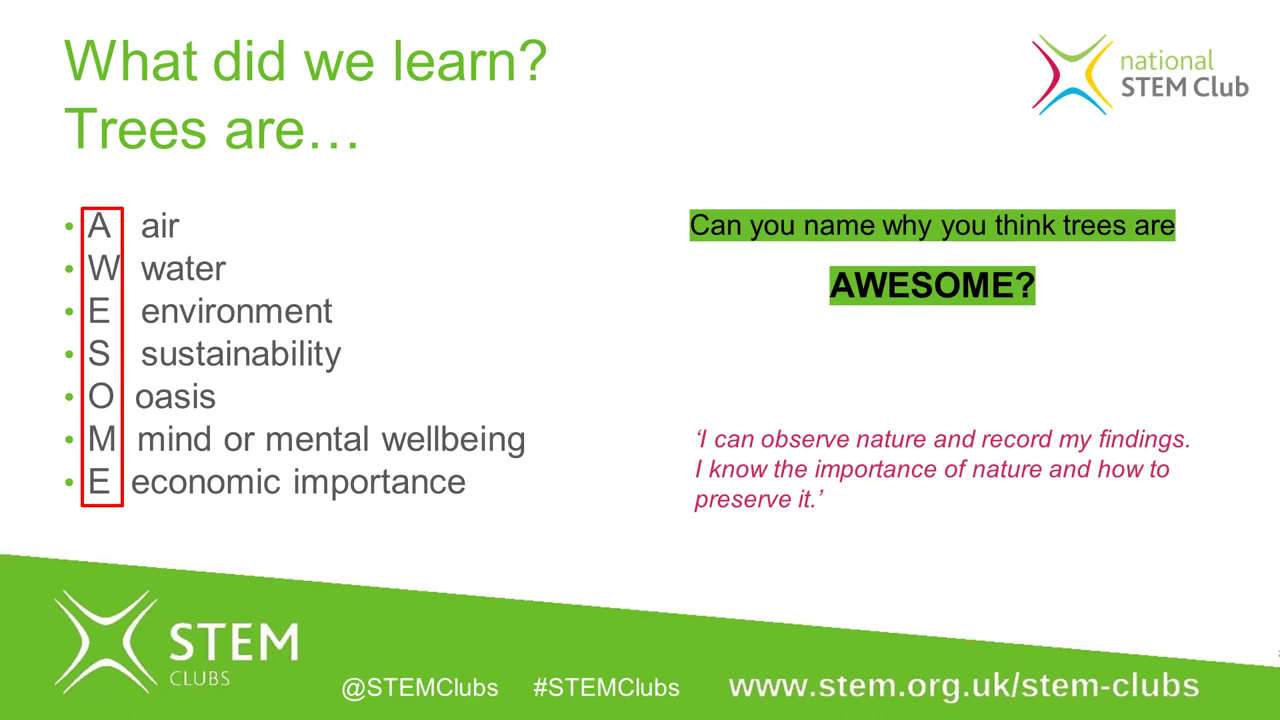 What did we learn?
Trees are…
national
STEM Club
• A air
• W water
• E environment
• S sustainability
• O oasis
• M mind or mental wellbeing
• E economic importance
Can you name why you think trees are
AWESOME?
‘I can observe nature and record my findings.
I know the importance of nature and how to
preserve it.’
STEM
CLUBS
@STEMClubs #STEMClubs www.stem.org.uk/stem-clubs